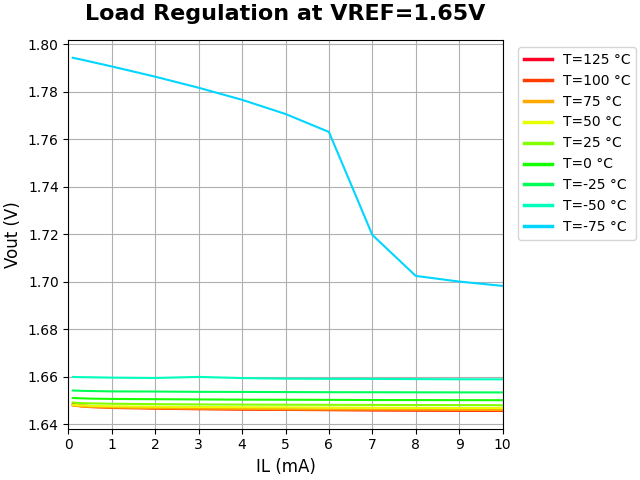 Load Regulation at VREF=1.65V
Vout (V)
1.80
1.78
1.76
1.74
1.72
1.70
1.68
1.66
1.64
0 1 2 3 4 5 6 7 8 9 10
IL (mA)
T=125 °C
T=100 °C
T=75 °C
T=50 °C
T=25 °C
T=0 °C
T=-25 °C
T=-50 °C
T=-75 °C